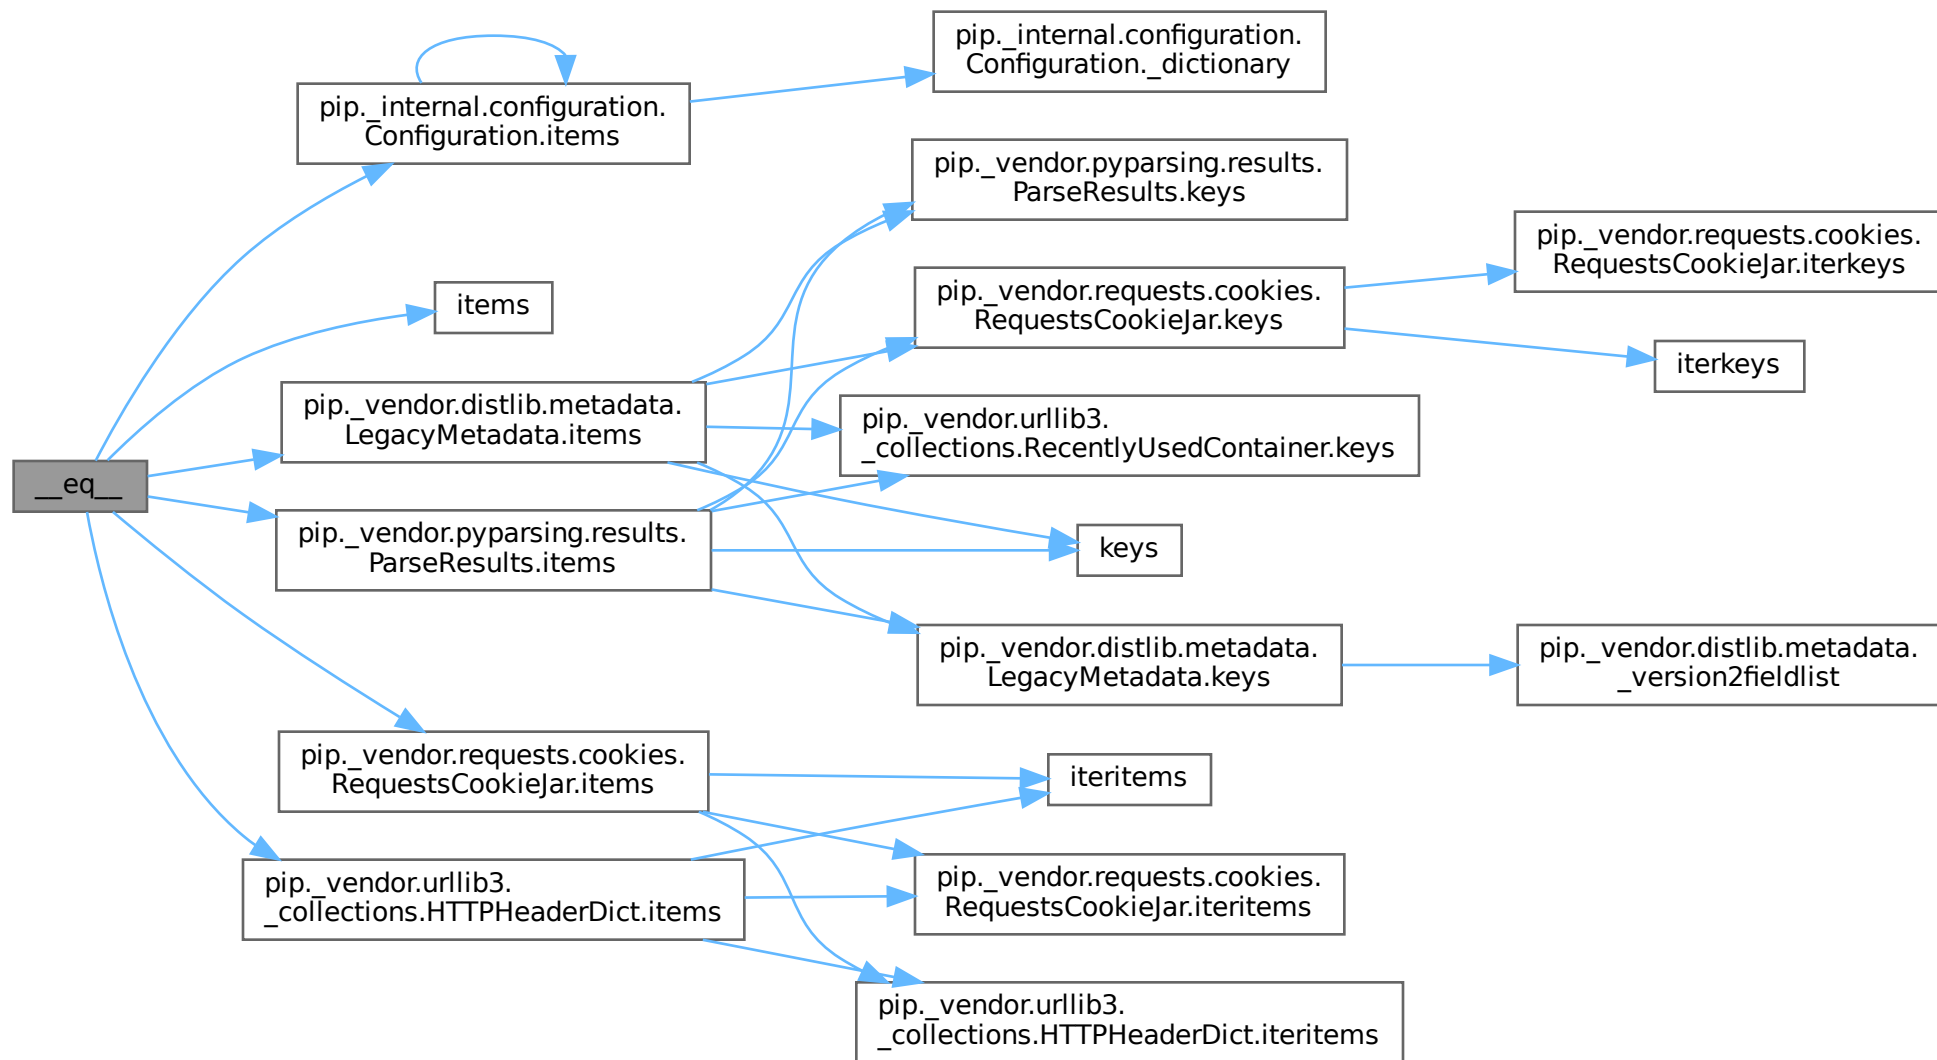 __eq__
pip._internal.configuration.
Configuration.items
pip._internal.configuration.
Configuration._dictionary
items
pip._vendor.distlib.metadata.
LegacyMetadata.items
pip._vendor.pyparsing.results.
ParseResults.keys
pip._vendor.requests.cookies.
RequestsCookieJar.keys
pip._vendor.requests.cookies.
RequestsCookieJar.iterkeys
iterkeys
pip._vendor.urllib3.
_collections.RecentlyUsedContainer.keys
keys
pip._vendor.distlib.metadata.
LegacyMetadata.keys
pip._vendor.distlib.metadata.
_version2fieldlist
pip._vendor.pyparsing.results.
ParseResults.items
pip._vendor.requests.cookies.
RequestsCookieJar.items
iteritems
pip._vendor.requests.cookies.
RequestsCookieJar.iteritems
pip._vendor.urllib3.
_collections.HTTPHeaderDict.iteritems
pip._vendor.urllib3.
_collections.HTTPHeaderDict.items